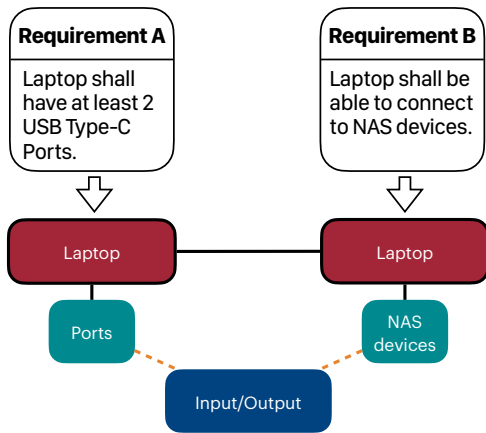 Requirement A
Laptop shall
have at least 2
USB Type-C
Ports.
Requirement B
Laptop shall be
able to connect
to NAS devices.
Laptop
Laptop
Ports
NAS
devices
Input/Output